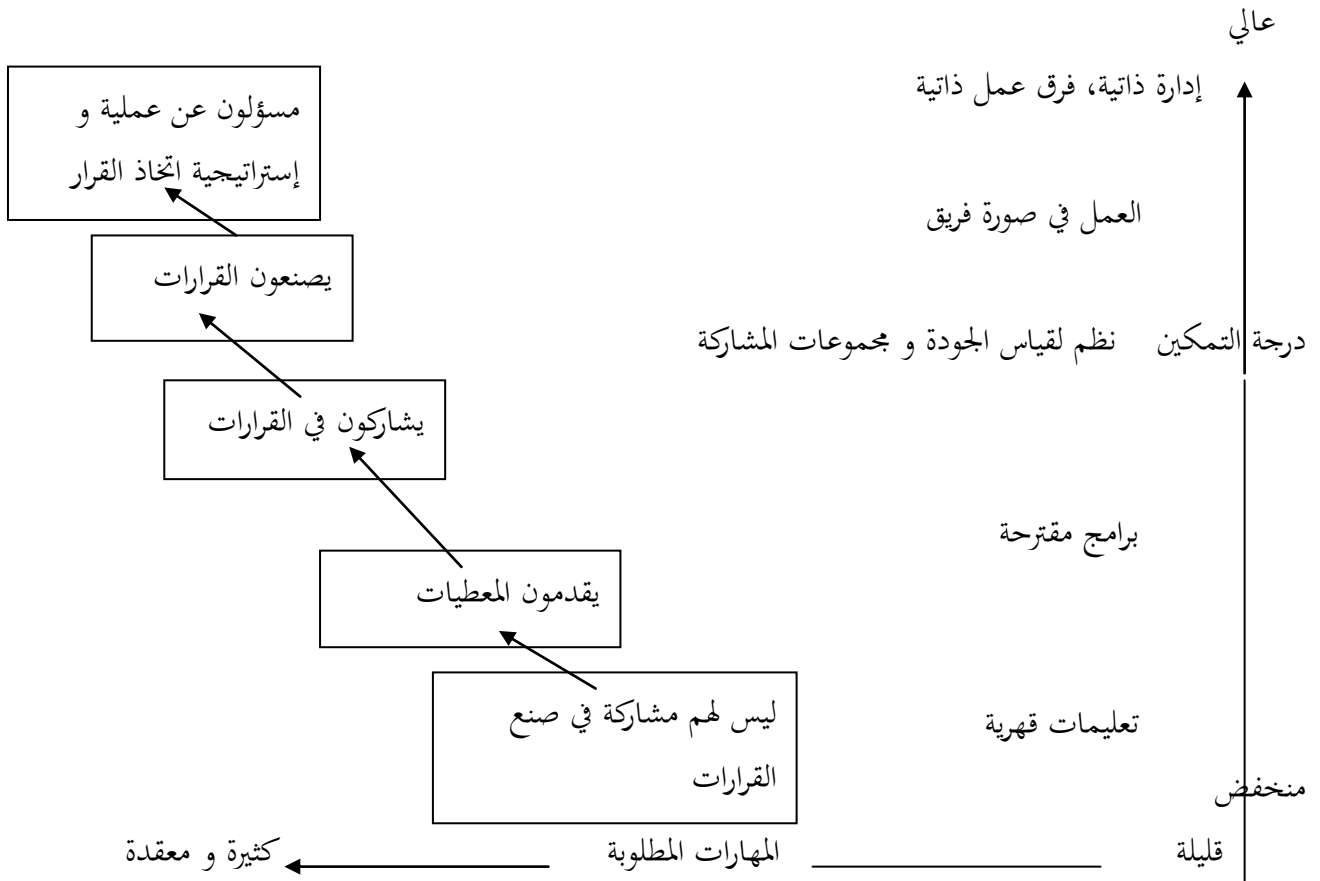 عالي
إدارة ذاتية، فرق عمل ذاتية
مسؤلون عن عملية و
إستراتيجية اتخاذ القرار
العمل في صورة فريق
يصنعون القرارات
درجة التمكين
نظم لقياس الجودة و مجموعات المشاركة
يشاركون في القرارات
برامج مقترحة
يقدمون المعطيات
تعليمات قهرية
ليس لهم مشاركة في صنع
القرارات
منخفض
قليلة
المهارات المطلوبة
كثيرة و معقدة